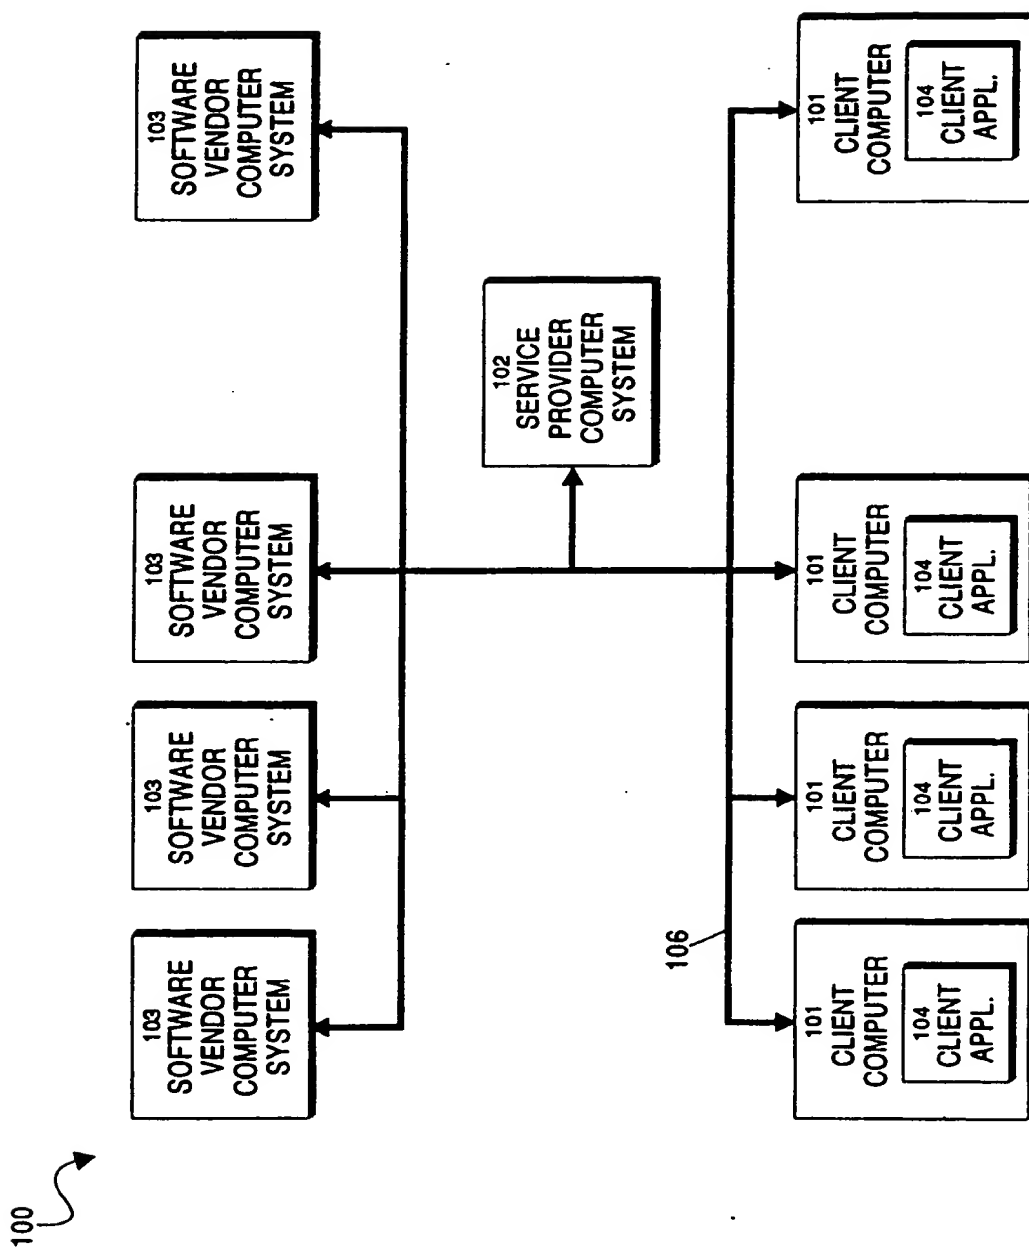 100
103
SOFTWARE
VENDOR
COMPUTER
SYSTEM
103
SOFTWARE
VENDOR
COMPUTER
SYSTEM
103
SOFTWARE
VENDOR
COMPUTER
SYSTEM
103
SOFTWARE
VENDOR
COMPUTER
SYSTEM
102
SERVICE
PROVIDER
COMPUTER
SYSTEM
106
101
CLIENT
COMPUTER
104
CLIENT
APPL.
101
CLIENT
COMPUTER
104
CLIENT
APPL.
101
CLIENT
COMPUTER
104
CLIENT
APPL.
101
CLIENT
COMPUTER
104
CLIENT
APPL.